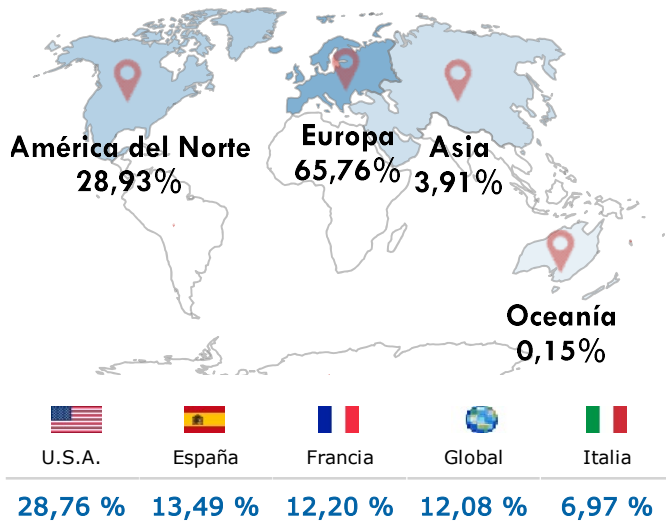 América del Norte
28,93%
Europa
65,76%
Asia
3,91%
Oceanía
0,15%
U.S.A. España Francia Global Italia
28,76 % 13,49 % 12,20 % 12,08 % 6,97 %